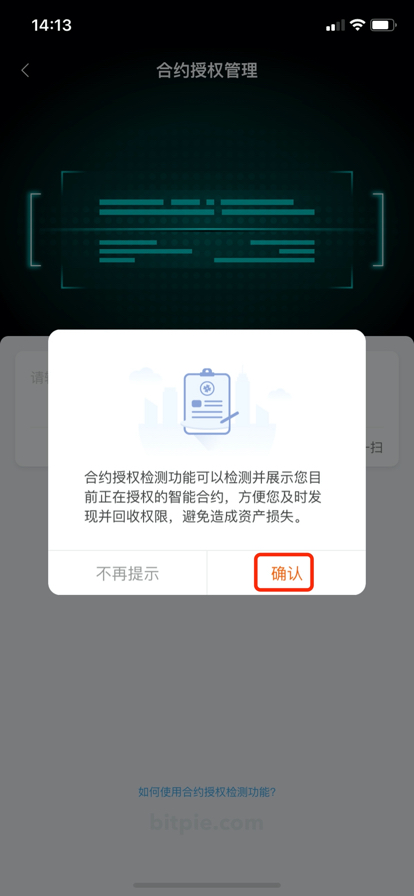 14:13
合约授权管理
请
一扫
合约授权检测功能可以检测并展示您目
前正在授权的智能合约，方便您及时发
现并回收权限，避免造成资产损失。
不再提示
确认
如何使用合约授权检测功能?
bitpie.com